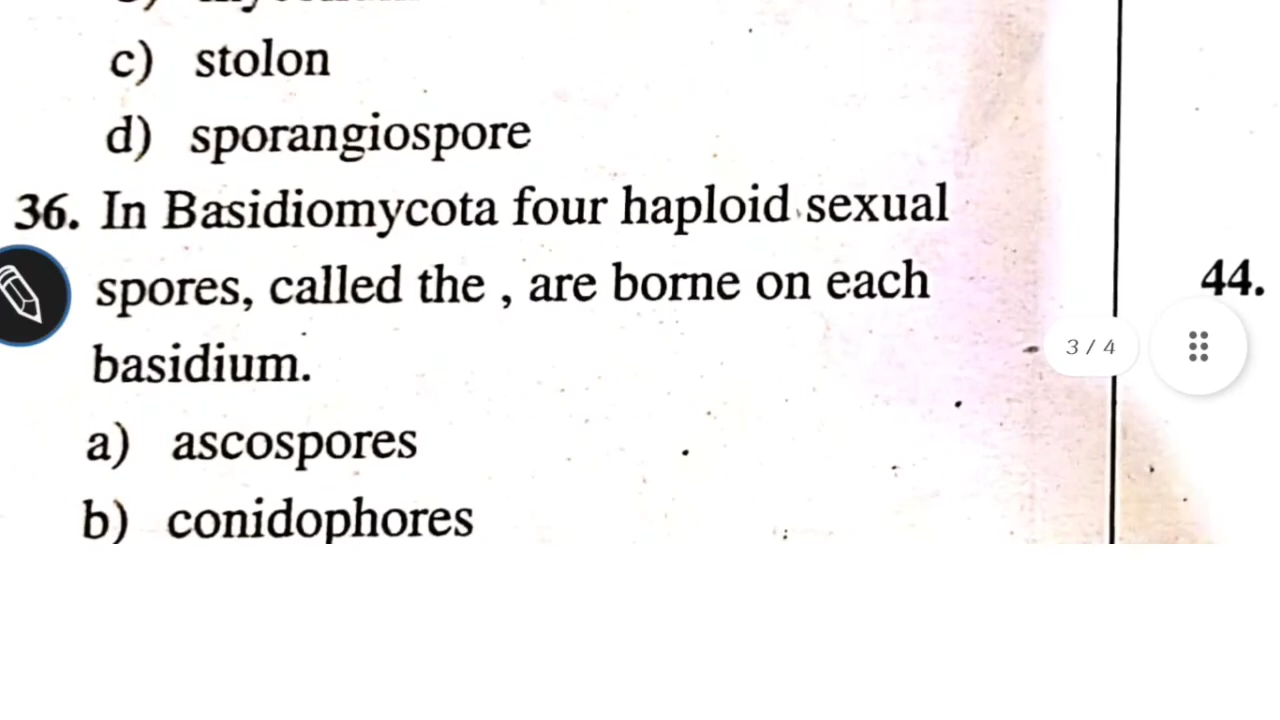 c) stolon
d) sporangiospore
36. In Basidiomycota four haploid sexual
spores, called the , are borne on each
basidium.
a) ascospores
b) conidophores
44.
3 / 4